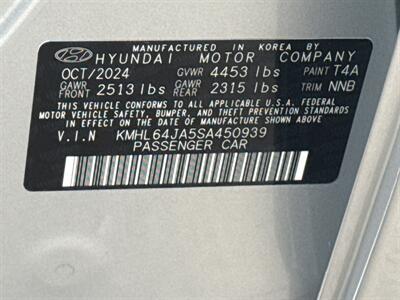 MANUFACTURED IN KOREA BY
HYUNDAI MOTOR COMPANY
OCT/2024 GVWR 4453 lbs PAINT T4A
GAWR FRONT 2513 lbs GAWR REAR 2315 lbs TRIM NNB
THIS VEHICLE CONFORMS TO ALL APPLICABLE U.S.A. FEDERAL
MOTOR VEHICLE SAFETY, BUMPER, AND THEFT PREVENTION STANDARDS
IN EFFECT ON THE DATE OF MANUFACTURE SHOWN ABOVE.
V.I.N KMHL64JA5SA450939
PASSENGER CAR